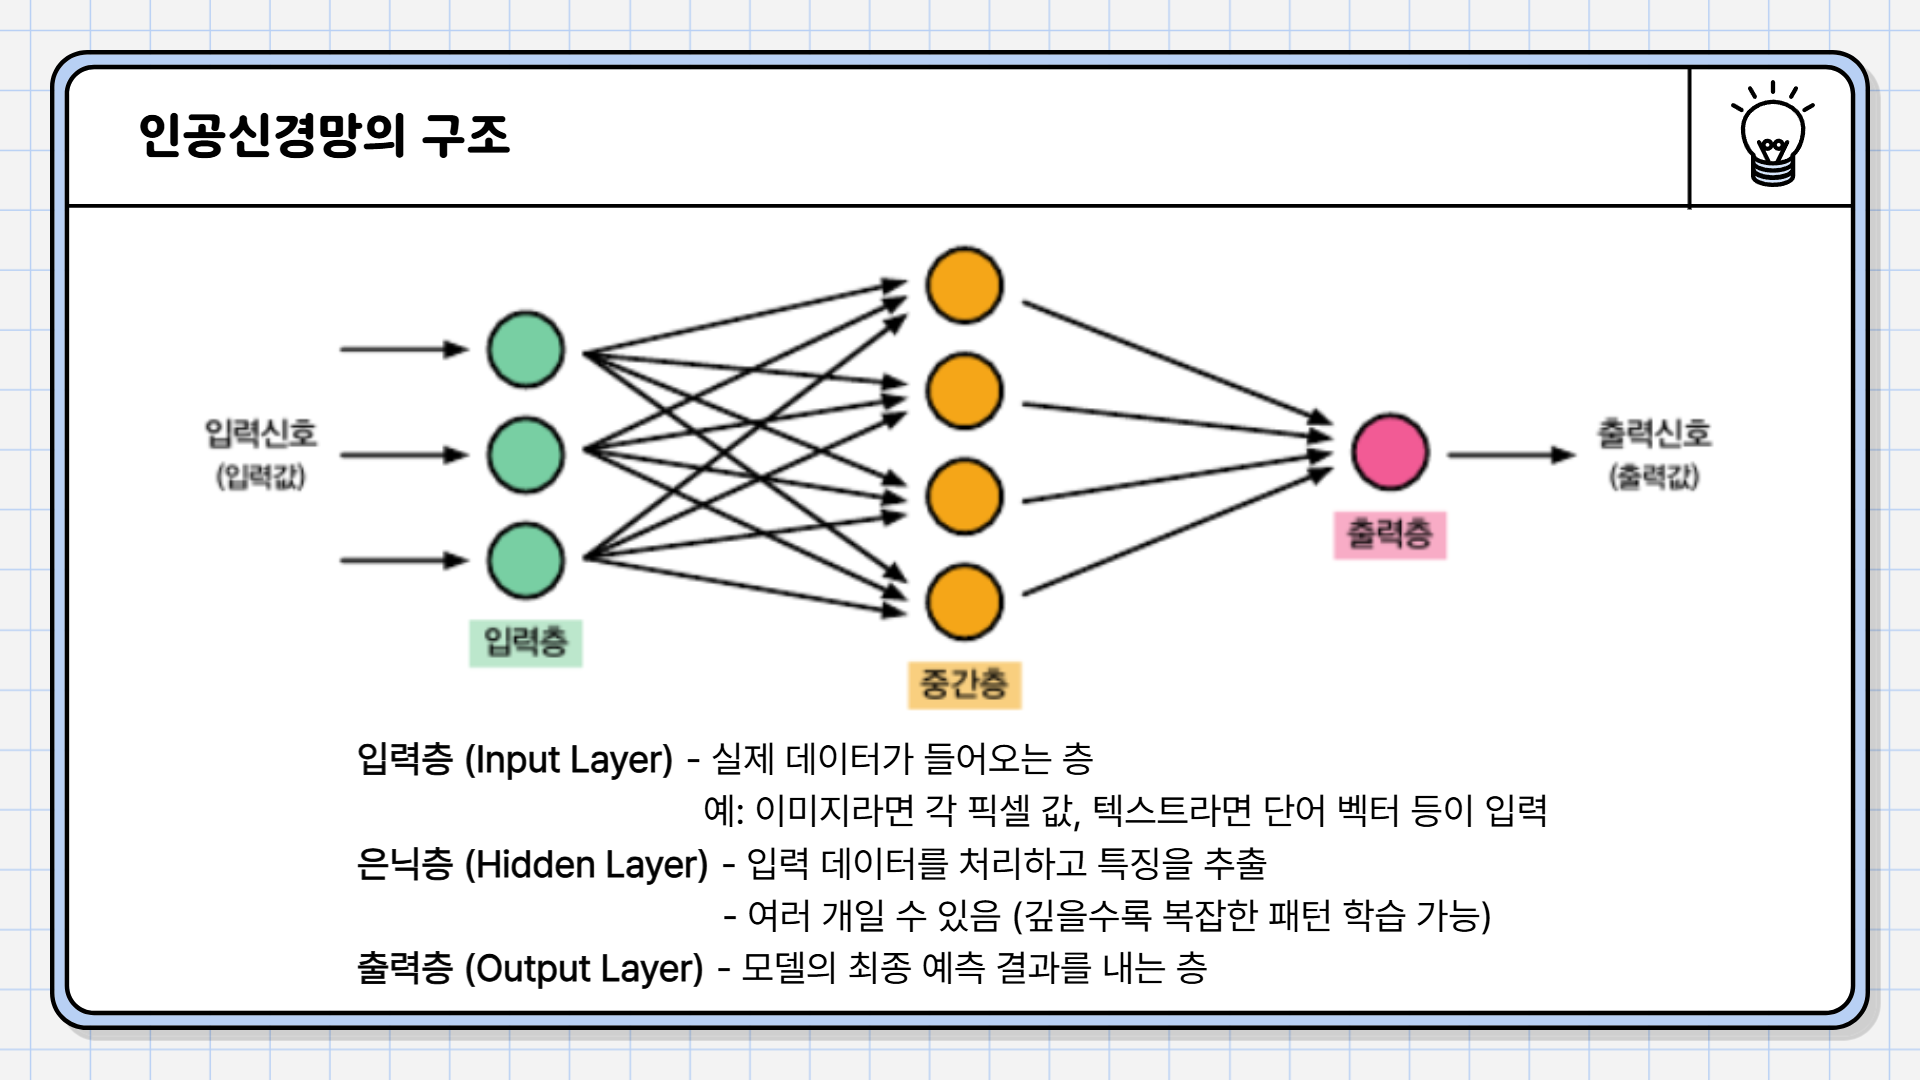 인공신경망의 구조
입력신호
(입력값)
출력신호
(출력값)
출력층
입력층
중간층
입력층 (Input Layer) - 실제 데이터가 들어오는 층
예: 이미지라면 각 픽셀 값, 텍스트라면 단어 벡터 등이 입력
은닉층 (Hidden Layer) - 입력 데이터를 처리하고 특징을 추출
- 여러 개일 수 있음 (깊을수록 복잡한 패턴 학습 가능)
출력층 (Output Layer) - 모델의 최종 예측 결과를 내는 층